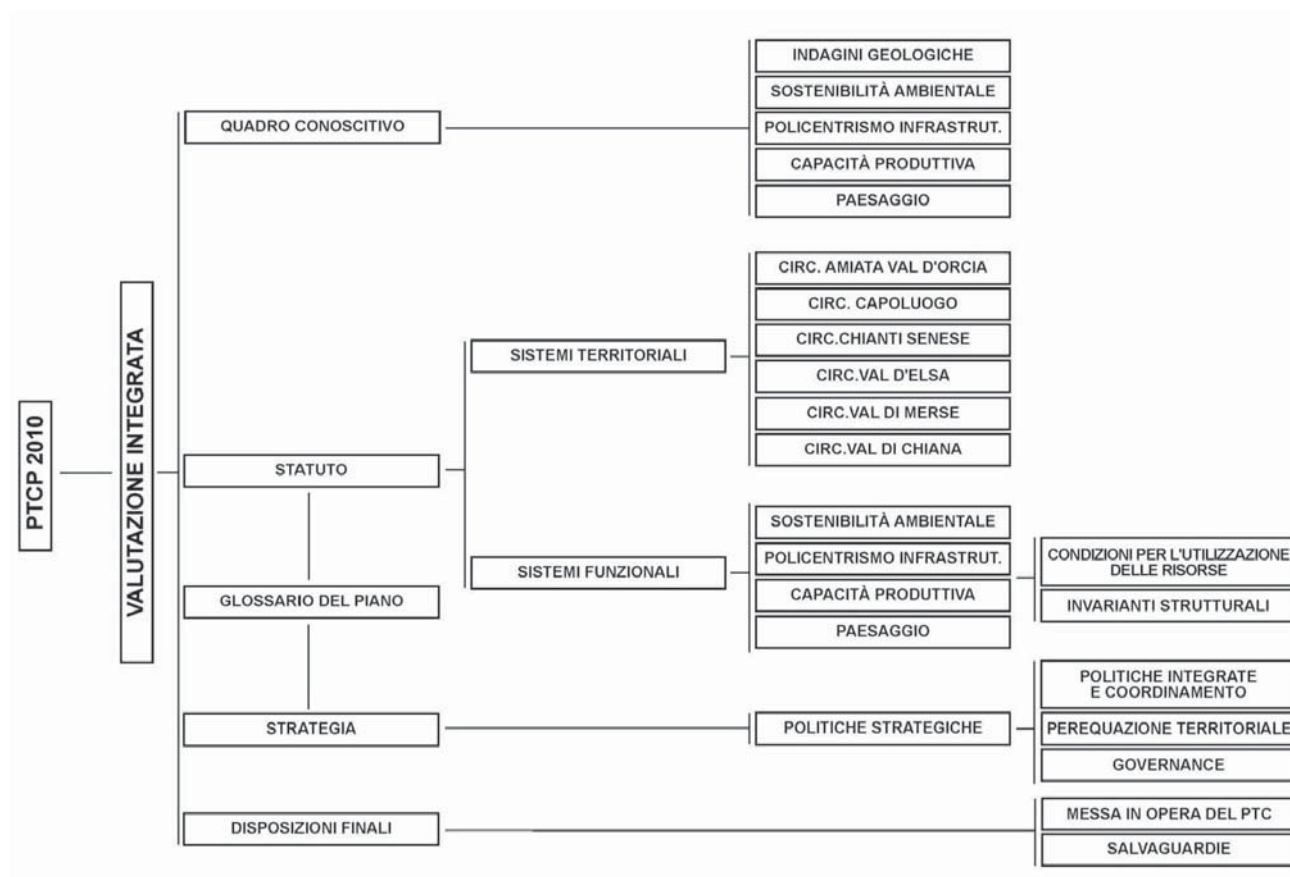 PTCP 2010
VALUTAZIONE INTEGRATA
QUADRO CONOSCITIVO
INDAGINI GEOLOGICHE
SOSTENIBILITÀ AMBIENTALE
POLICENTRISMO INFRASTRUT.
CAPACITÀ PRODUTTIVA
PAESAGGIO
STATUTO
SISTEMI TERRITORIALI
CIRC. AMIATA VAL D'ORCIA
CIRC. CAPOLUOGO
CIRC.CHIANTI SENESE
CIRC.VAL D'ELSA
CIRC.VAL DI MERSE
CIRC.VAL DI CHIANA
SISTEMI FUNZIONALI
SOSTENIBILITÀ AMBIENTALE
POLICENTRISMO INFRASTRUT.
CAPACITÀ PRODUTTIVA
PAESAGGIO
CONDIZIONI PER L'UTILIZZAZIONE
DELLE RISORSE
INVARIANTI STRUTTURALI
GLOSSARIO DEL PIANO
STRATEGIA
POLITICHE STRATEGICHE
POLITICHE INTEGRATE
E COORDINAMENTO
PEREQUAZIONE TERRITORIALE
GOVERNANCE
DISPOSIZIONI FINALI
MESSA IN OPERA DEL PTC
SALVAGUARDIE